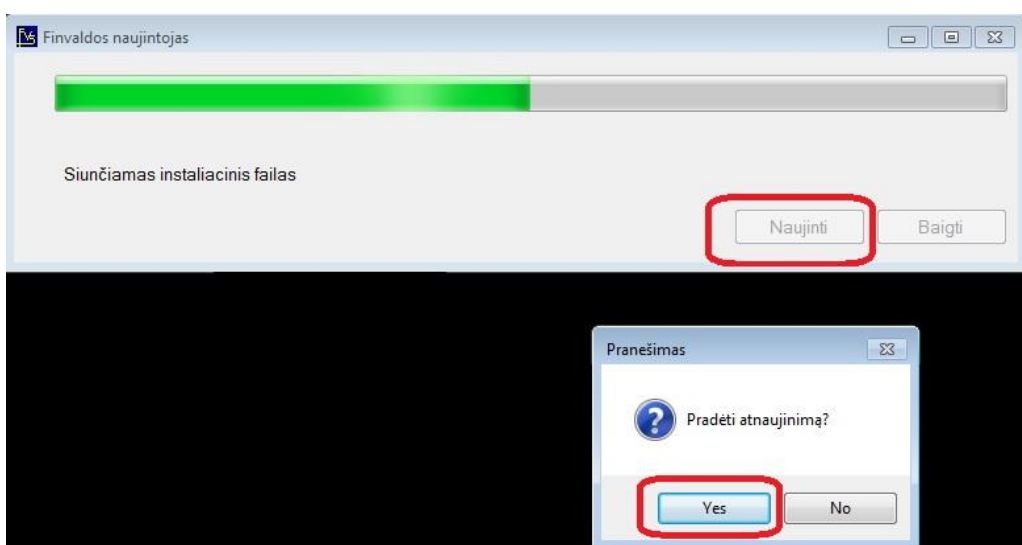 Finvaldos naujintojas
Siunčiamas instaliacinis failas
Naujinti
Baigti
Pranešimas
Pradėti atnaujinimą?
Yes
No